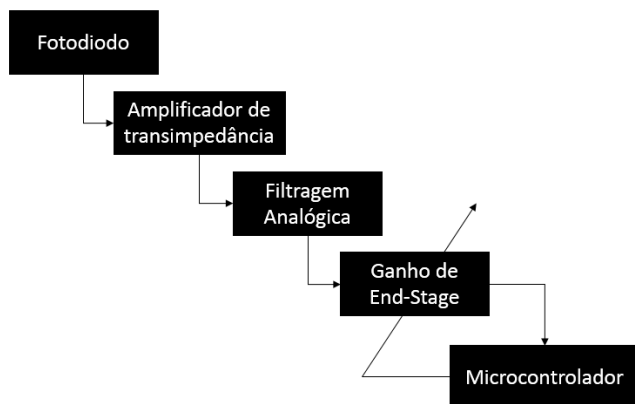 Fotodiodo
Amplificador de
transimpedância
Filtragem
Analógica
Ganho de
End-Stage
Microcontrolador